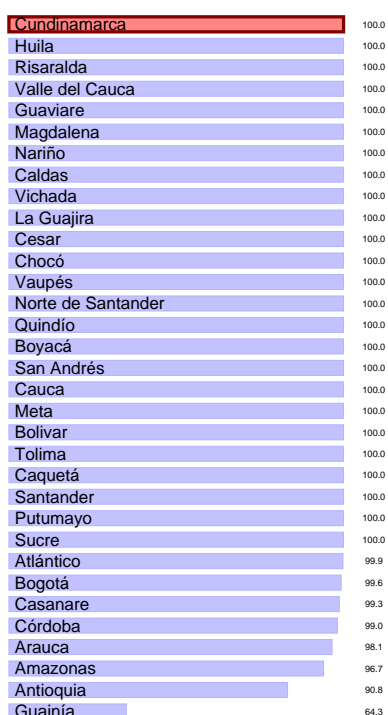 Cundinamarca 100.0
Huila 100.0
Risaralda 100.0
Valle del Cauca 100.0
Guaviare 100.0
Magdalena 100.0
Nariño 100.0
Caldas 100.0
Vichada 100.0
La Guajira 100.0
Cesar 100.0
Chocó 100.0
Vaupés 100.0
Norte de Santander 100.0
Quindío 100.0
Boyacá 100.0
San Andrés 100.0
Cauca 100.0
Meta 100.0
Bolivar 100.0
Tolima 100.0
Caquetá 100.0
Santander 100.0
Putumayo 100.0
Sucre 100.0
Atlántico 99.9
Bogotá 99.6
Casanare 99.3
Córdoba 99.0
Arauca 98.1
Amazonas 96.7
Antioquia 90.8
Guainía 64.3